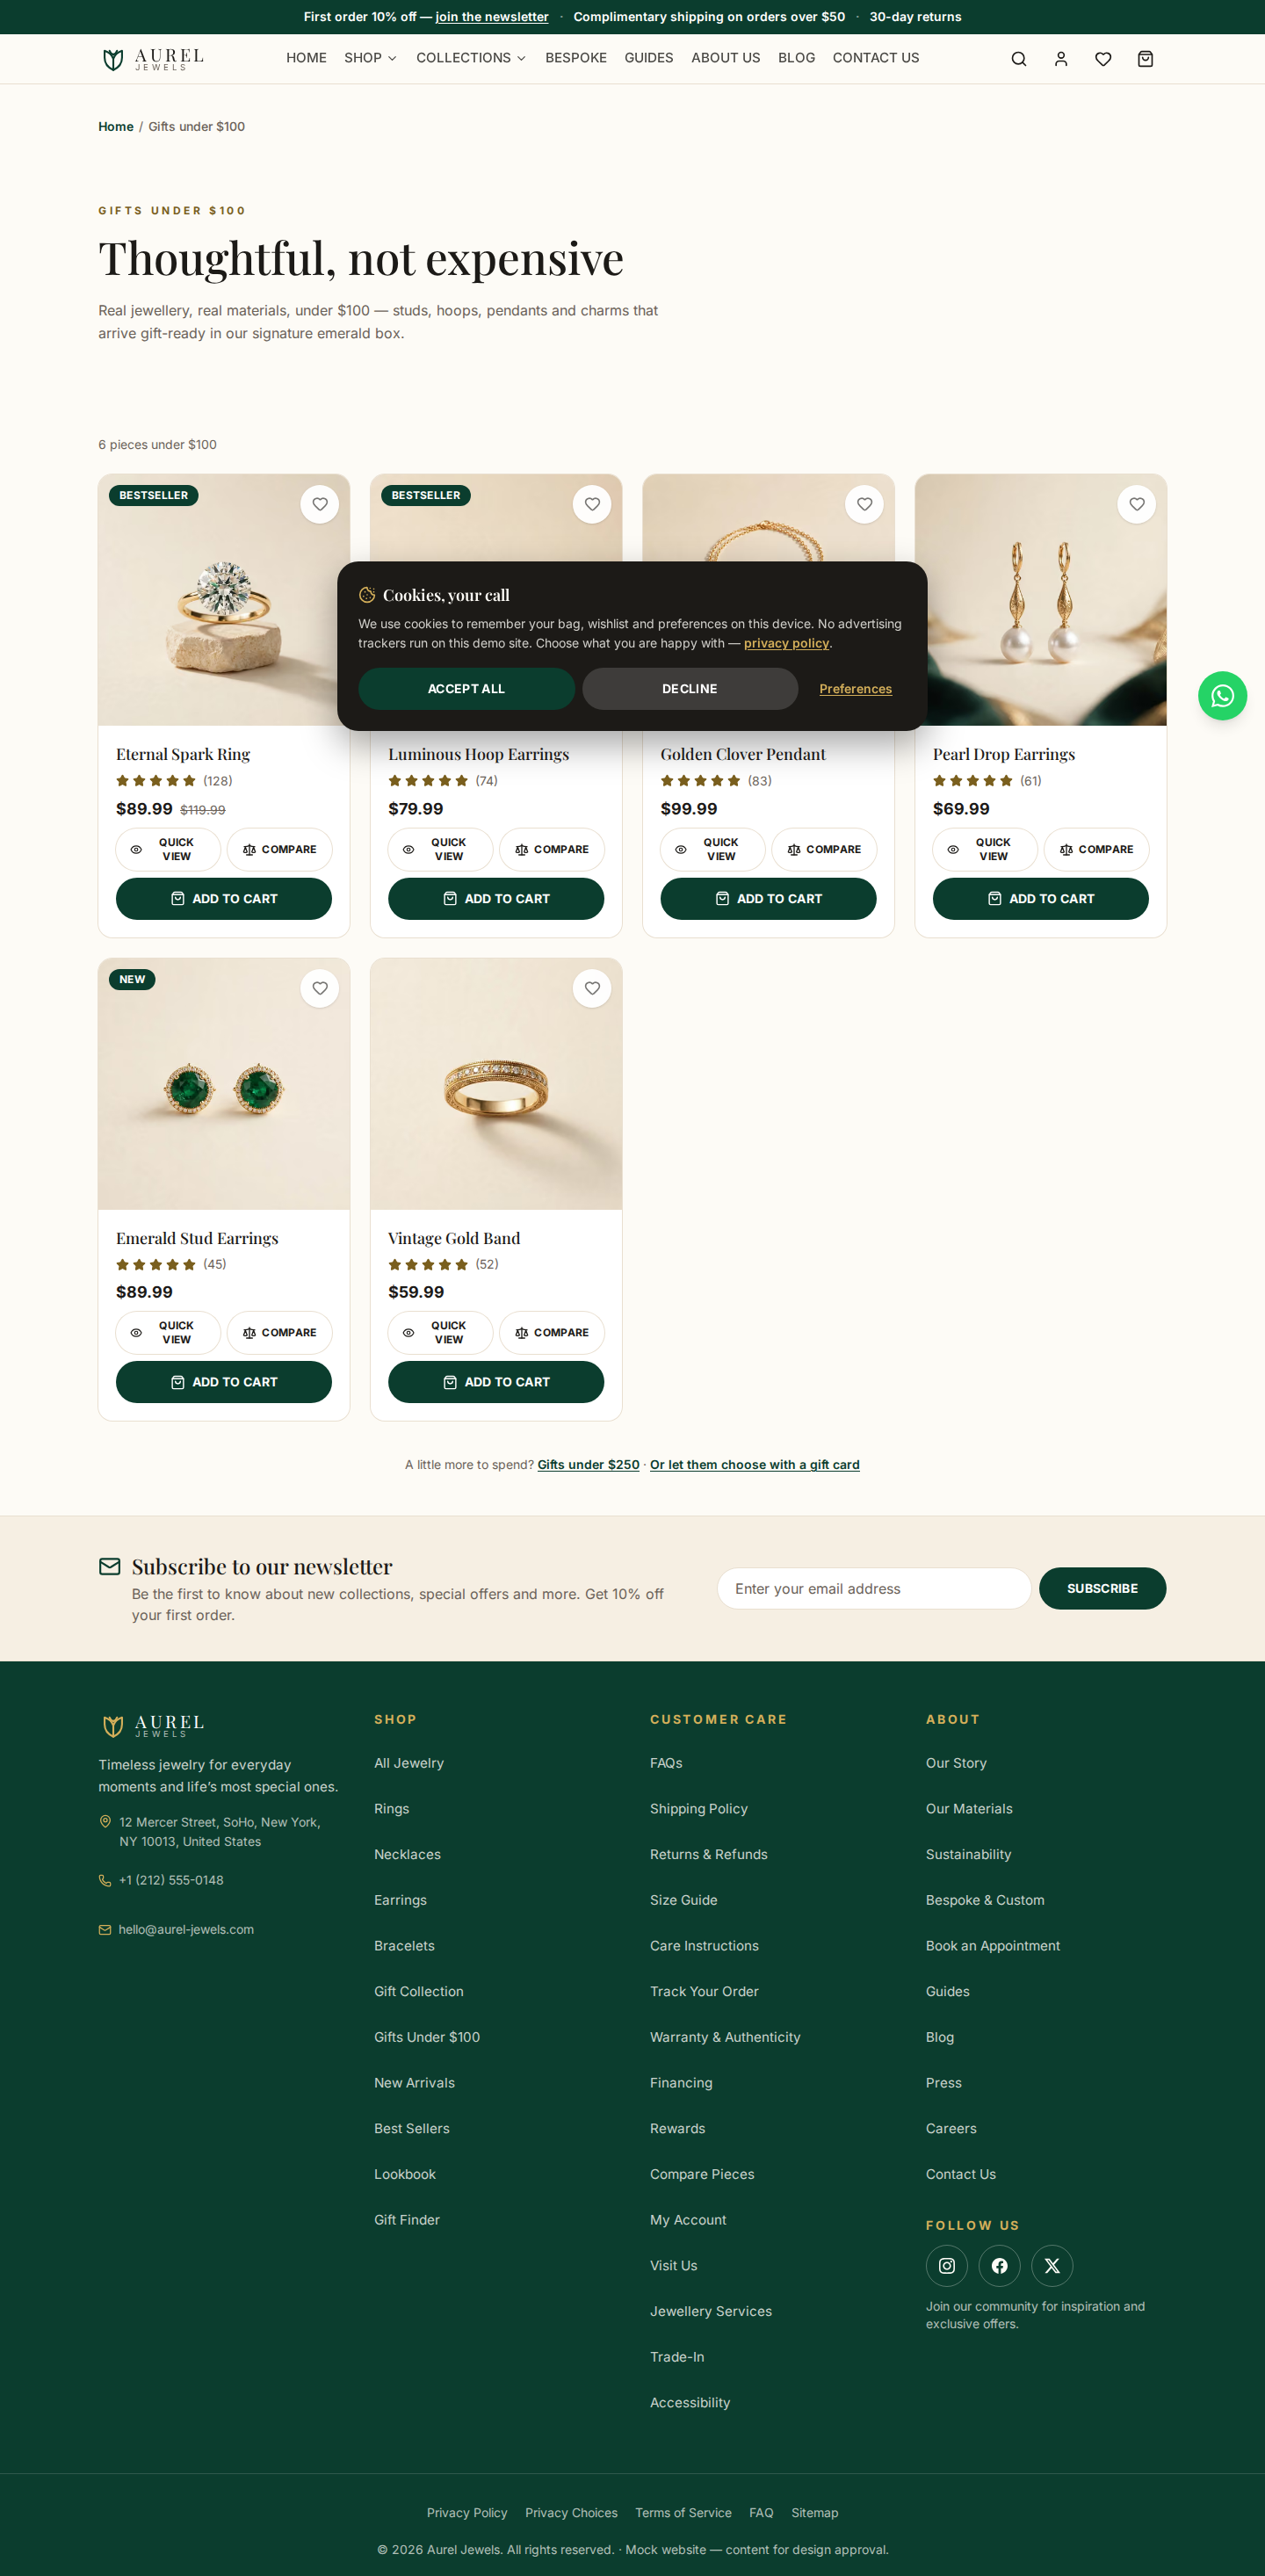 First order 10% off — join the newsletter · Complimentary shipping on orders over $50 · 30-day returns
AUREL
JEWELS
HOME SHOP COLLECTIONS BESPOKE GUIDES ABOUT US BLOG CONTACT US
Home / Gifts under $100
GIFTS UNDER $100
Thoughtful, not expensive
Real jewellery, real materials, under $100 — studs, hoops, pendants and charms that
arrive gift-ready in our signature emerald box.
6 pieces under $100
BESTSELLER
BESTSELLER
Cookies, your call
We use cookies to remember your bag, wishlist and preferences on this device. No advertising
trackers run on this demo site. Choose what you are happy with — privacy policy.
ACCEPT ALL
DECLINE
Preferences
Eternal Spark Ring
(128)
$89.99 $119.99
QUICK
VIEW
COMPARE
ADD TO CART
Luminous Hoop Earrings
(74)
$79.99
QUICK
VIEW
COMPARE
ADD TO CART
Golden Clover Pendant
(83)
$99.99
QUICK
VIEW
COMPARE
ADD TO CART
Pearl Drop Earrings
(61)
$69.99
QUICK
VIEW
COMPARE
ADD TO CART
NEW
Emerald Stud Earrings
(45)
$89.99
QUICK
VIEW
COMPARE
ADD TO CART
Vintage Gold Band
(52)
$59.99
QUICK
VIEW
COMPARE
ADD TO CART
A little more to spend? Gifts under $250 · Or let them choose with a gift card
Subscribe to our newsletter
Be the first to know about new collections, special offers and more. Get 10% off
your first order.
Enter your email address
SUBSCRIBE
AUREL
JEWELS
Timeless jewelry for everyday
moments and life’s most special ones.
12 Mercer Street, SoHo, New York,
NY 10013, United States
+1 (212) 555-0148
hello@aurel-jewels.com
SHOP
All Jewelry
Rings
Necklaces
Earrings
Bracelets
Gift Collection
Gifts Under $100
New Arrivals
Best Sellers
Lookbook
Gift Finder
CUSTOMER CARE
FAQs
Shipping Policy
Returns & Refunds
Size Guide
Care Instructions
Track Your Order
Warranty & Authenticity
Financing
Rewards
Compare Pieces
My Account
Visit Us
Jewellery Services
Trade-In
Accessibility
ABOUT
Our Story
Our Materials
Sustainability
Bespoke & Custom
Book an Appointment
Guides
Blog
Press
Careers
Contact Us
FOLLOW US
Join our community for inspiration and
exclusive offers.
Privacy Policy Privacy Choices Terms of Service FAQ Sitemap
© 2026 Aurel Jewels. All rights reserved. · Mock website — content for design approval.